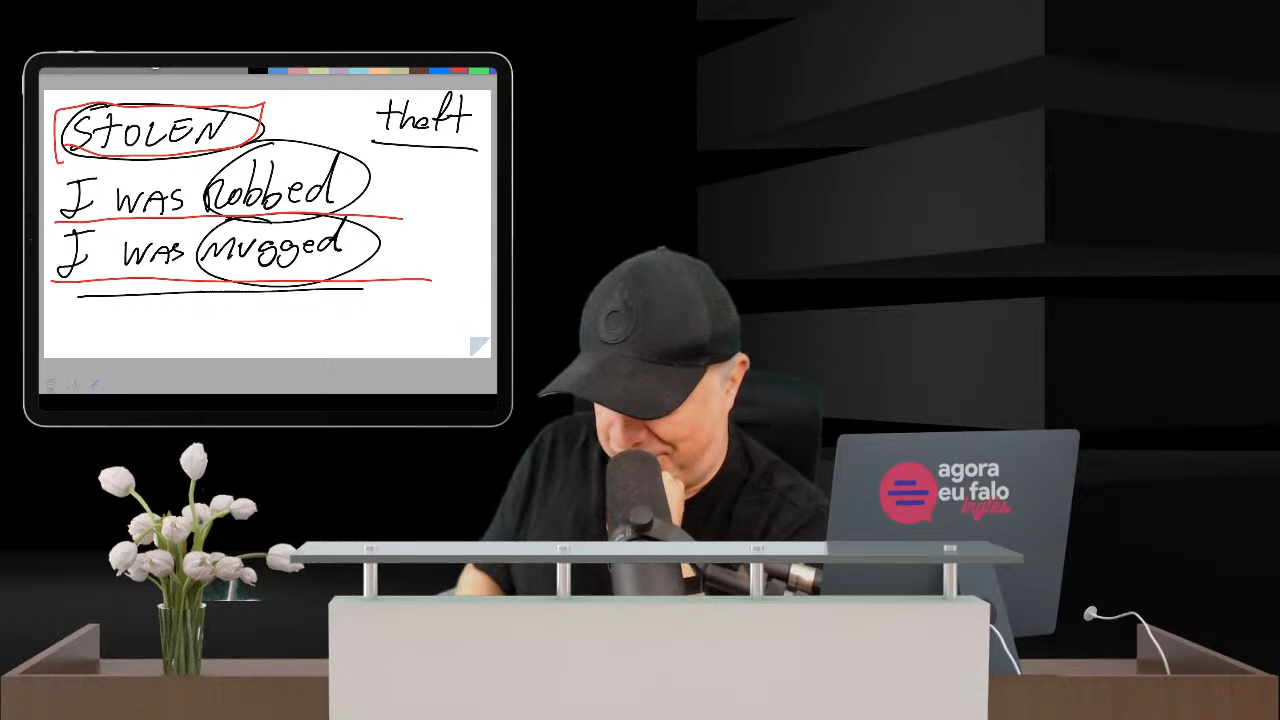 STOLEN
theft
I WAS Robbed
I WAS mugged
agora
eu falo
inglês